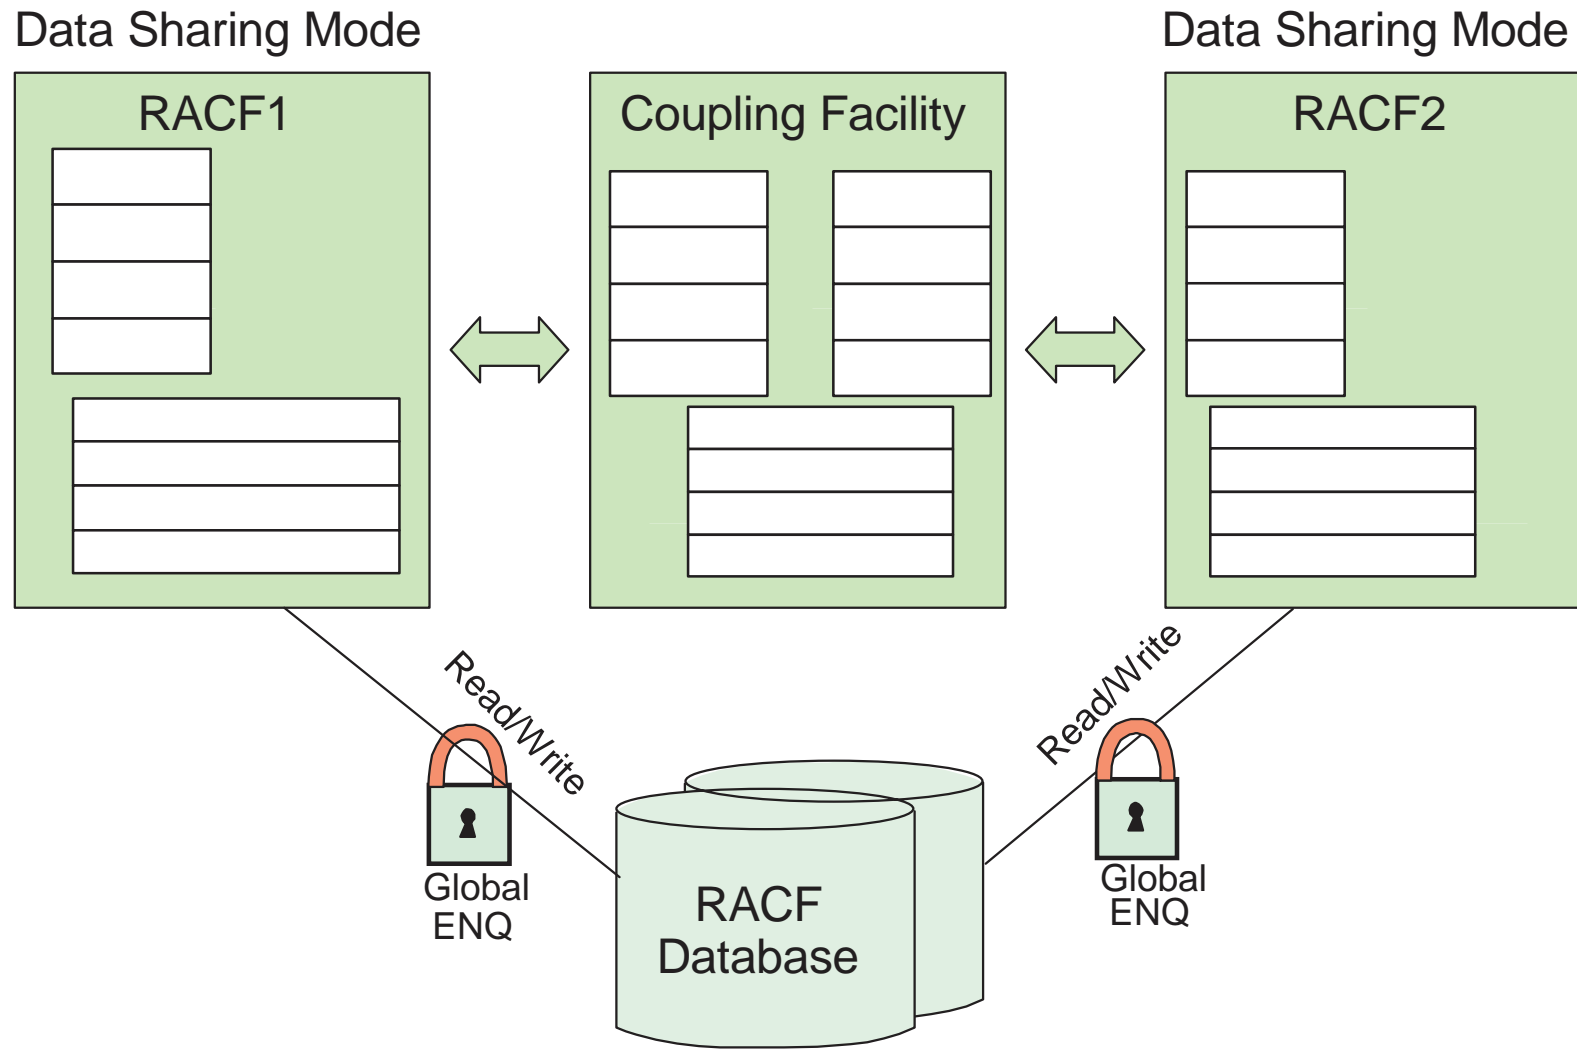 Data Sharing Mode
Data Sharing Mode
RACF1
Coupling Facility
RACF2
Read/Write
Read/Write
Global
ENQ
Global
ENQ
RACF
Database